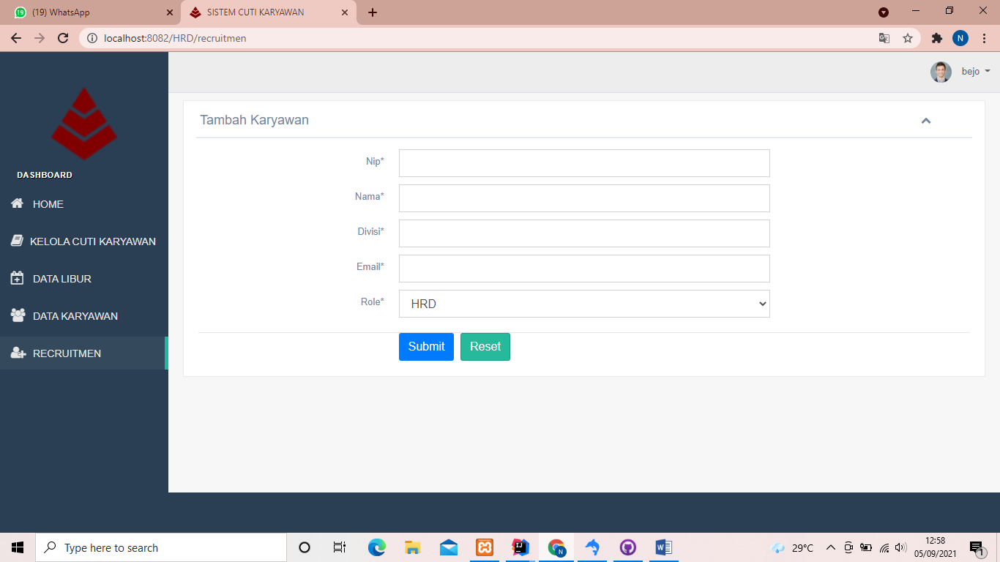 19
(19) WhatsApp
SISTEM CUTI KARYAWAN
localhost:8082/HRD/recruitmen
N
bejo
DASHBOARD
HOME
KELOLA CUTI KARYAWAN
DATA LIBUR
DATA KARYAWAN
RECRUITMEN
Tambah Karyawan
Nip*
Nama*
Divisi*
Email*
Role*
HRD
Submit
Reset
Type here to search
N
29°C
12:58
05/09/2021
1